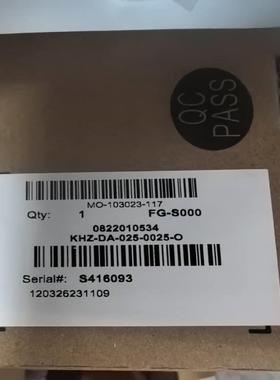 QC
PASS
MO-103023-117
Qty: 1 FG-S000
0822010534
KHZ-DA-025-0025-O
Serial#: S416093
120326231109